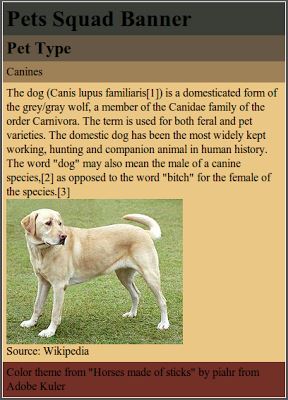 Pets Squad Banner
Pet Type
Canines
The dog (Canis lupus familiaris[1]) is a domesticated form of
the grey/gray wolf, a member of the Canidae family of the
order Carnivora. The term is used for both feral and pet
varieties. The domestic dog has been the most widely kept
working, hunting and companion animal in human history.
The word "dog" may also mean the male of a canine
species,[2] as opposed to the word "bitch" for the female of
the species.[3]
Source: Wikipedia
Color theme from "Horses made of sticks" by piahr from
Adobe Kuler